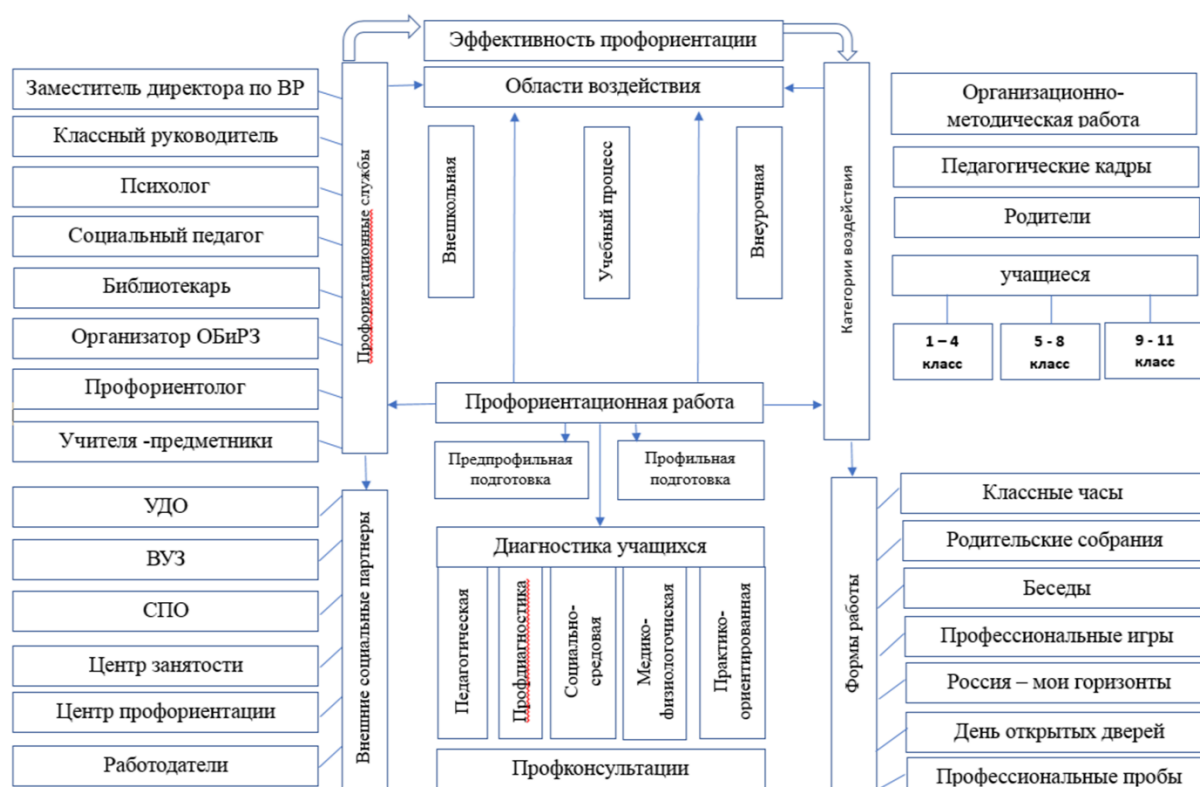 Эффективность профориентации
Области воздействия
Заместитель директора по ВР
Классный руководитель
Психолог
Социальный педагог
Библиотекарь
Организатор ОБиРЗ
Профориентолог
Учителя -предметники
Профориетационные службы
Внешкольная
Учебный процесс
Внеурочная
Категории воздействия
Организационно-
методическая работа
Педагогические кадры
Родители
учащиеся
1 – 4
класс
5 - 8
класс
9 - 11
класс
Профориентационная работа
Предпрофильная
подготовка
Профильная
подготовка
УДО
ВУЗ
СПО
Центр занятости
Центр профориентации
Работодатели
Внешние социальные партнеры
Диагностика учащихся
Педагогическая
Профдиагностика
Социально-
средовая
Медико-
физиологочиская
Практико-
ориентированная
Профконсультации
Формы работы
Классные часы
Родительские собрания
Беседы
Профессиональные игры
Россия – мои горизонты
День открытых дверей
Профессиональные пробы